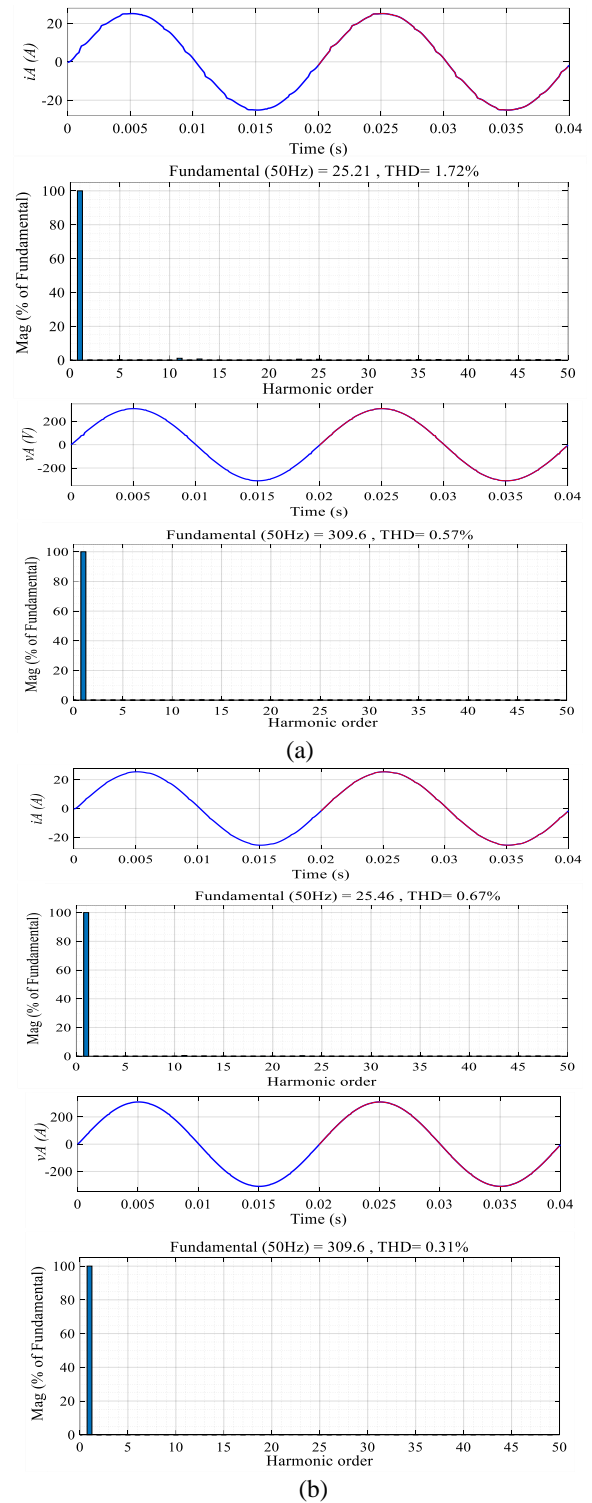 20
0
-20
iA (A)
0 0.005 0.01 0.015 0.02 0.025 0.03 0.035 0.04
Time (s)
Fundamental (50Hz) = 25.21 , THD= 1.72%
100
80
60
40
20
0
Mag (% of Fundamental)
0 5 10 15 20 25 30 35 40 45 50
Harmonic order
200
0
-200
vA (V)
0 0.005 0.01 0.015 0.02 0.025 0.03 0.035 0.04
Time (s)
Fundamental (50Hz) = 309.6 , THD= 0.57%
100
80
60
40
20
0
Mag (% of Fundamental)
0 5 10 15 20 25 30 35 40 45 50
Harmonic order
(a)
20
0
-20
iA (A)
0 0.005 0.01 0.015 0.02 0.025 0.03 0.035 0.04
Time (s)
Fundamental (50Hz) = 25.46 , THD= 0.67%
100
80
60
40
20
0
Mag (% of Fundamental)
0 5 10 15 20 25 30 35 40 45 50
Harmonic order
200
0
-200
vA (A)
0 0.005 0.01 0.015 0.02 0.025 0.03 0.035 0.04
Time (s)
Fundamental (50Hz) = 309.6 , THD= 0.31%
100
80
60
40
20
0
Mag (% of Fundamental)
0 5 10 15 20 25 30 35 40 45 50
Harmonic order
(b)